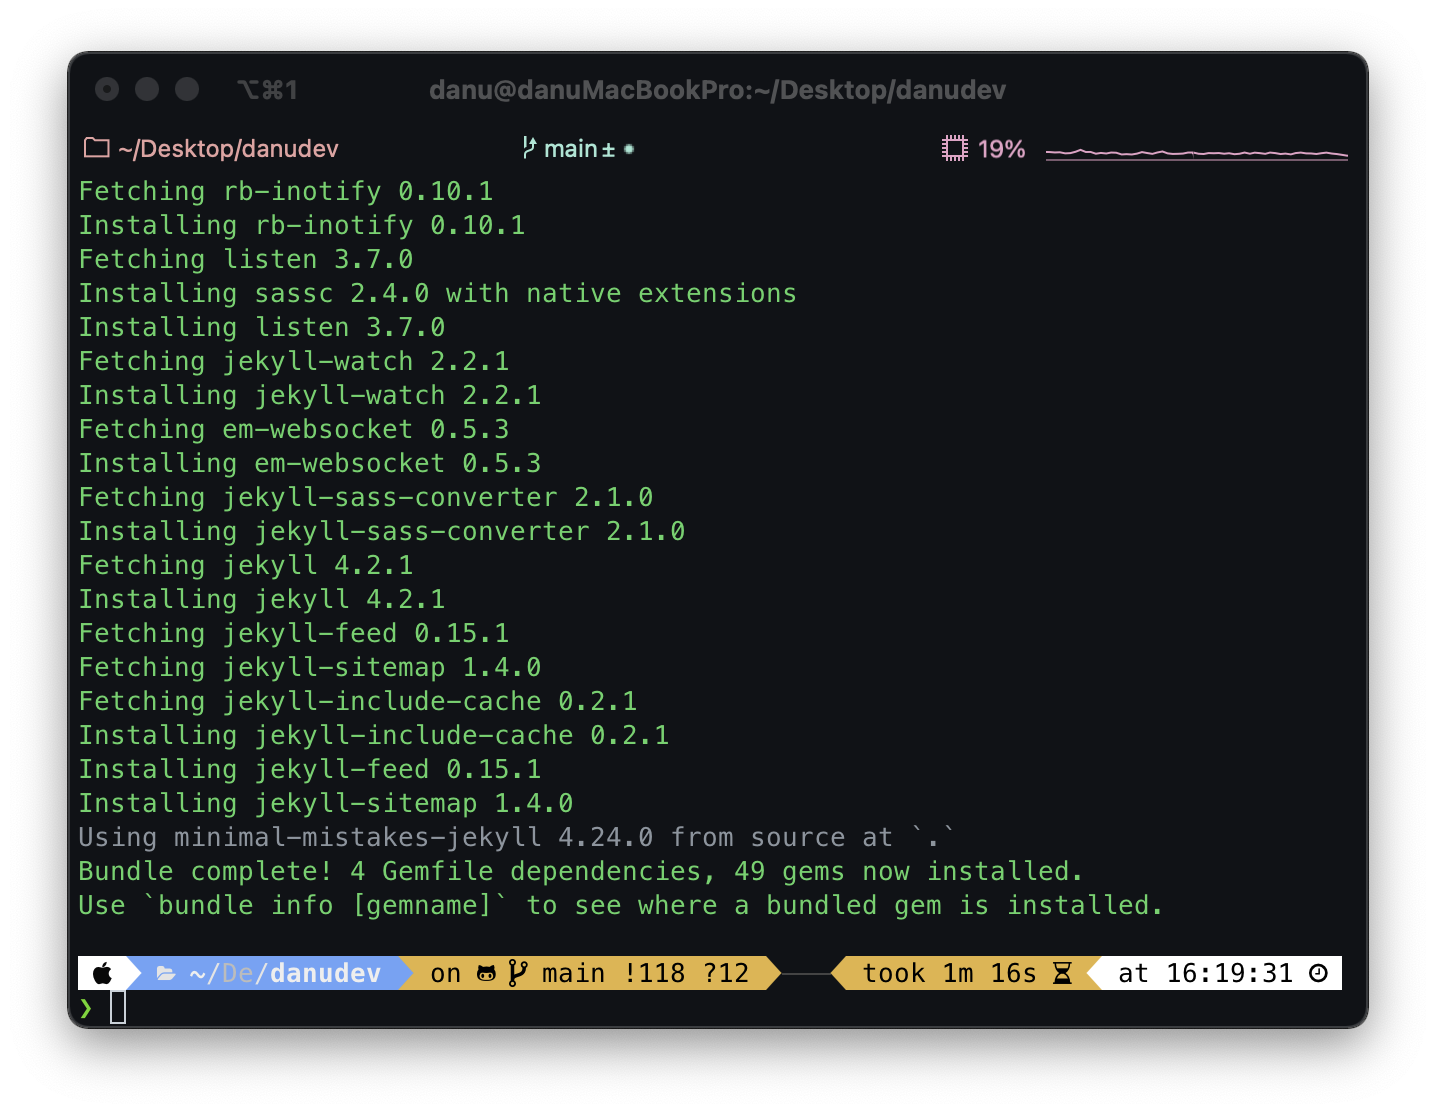 ⌥⌘1 danu@danuMacBookPro:~/Desktop/danudev
~/Desktop/danudev main ± ● 19%
Fetching rb-inotify 0.10.1
Installing rb-inotify 0.10.1
Fetching listen 3.7.0
Installing sassc 2.4.0 with native extensions
Installing listen 3.7.0
Fetching jekyll-watch 2.2.1
Installing jekyll-watch 2.2.1
Fetching em-websocket 0.5.3
Installing em-websocket 0.5.3
Fetching jekyll-sass-converter 2.1.0
Installing jekyll-sass-converter 2.1.0
Fetching jekyll 4.2.1
Installing jekyll 4.2.1
Fetching jekyll-feed 0.15.1
Fetching jekyll-sitemap 1.4.0
Fetching jekyll-include-cache 0.2.1
Installing jekyll-include-cache 0.2.1
Installing jekyll-feed 0.15.1
Installing jekyll-sitemap 1.4.0
Using minimal-mistakes-jekyll 4.24.0 from source at `.`
Bundle complete! 4 Gemfile dependencies, 49 gems now installed.
Use `bundle info [gemname]` to see where a bundled gem is installed.
~/De/danudev on main !118 ?12 took 1m 16s at 16:19:31
❯